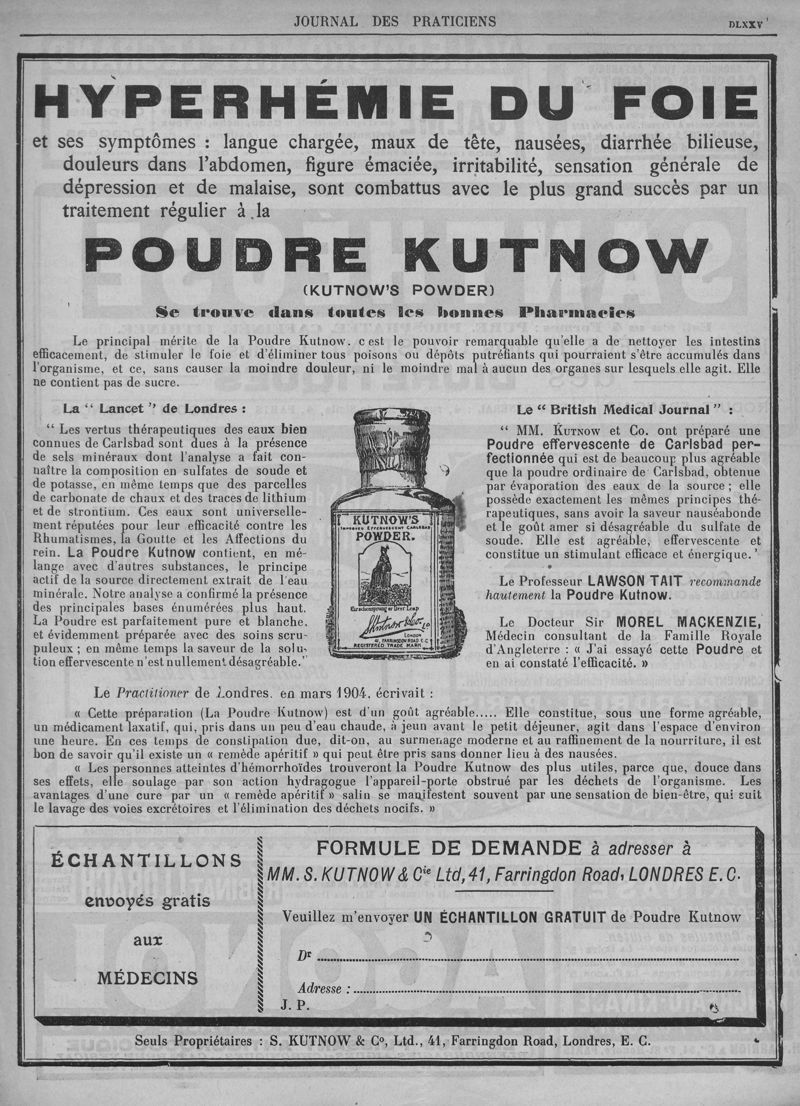 JOURNAL DES PRATICIENS
DLXXV
HYPERHÉMIE DU FOIE
et ses symptômes : langue chargée, maux de tête, nausées, diarrhée bilieuse,
douleurs dans l'abdomen, figure émaciée, irritabilité, sensation générale de
dépression et de malaise, sont combattus avec le plus grand succès par un
traitement régulier à la
POUDRE KUTNOW
(KUTNOW'S POWDER)
Se trouve dans toutes les bonnes Pharmacies
Le principal mérite de la Poudre Kutnow. c'est le pouvoir remarquable qu'elle a de nettoyer les intestins
efficacement, de stimuler le foie et d'éliminer tous poisons ou dépôts putréfiants qui pourraient s'être accumulés dans
l'organisme, et ce, sans causer la moindre douleur, ni le moindre mal à aucun des organes sur lesquels elle agit. Elle
ne contient pas de sucre.
La “ Lancet ” de Londres :
“ Les vertus thérapeutiques des eaux bien
connues de Carlsbad sont dues à la présence
de sels minéraux dont l'analyse a fait con-
naître la composition en sulfates de soude et
de potasse, en même temps que des parcelles
de carbonate de chaux et des traces de lithium
et de strontium. Ces eaux sont universelle-
ment réputées pour leur efficacité contre les
Rhumatismes, la Goutte et les Affections du
rein. La Poudre Kutnow contient, en mé-
lange avec d'autres substances, le principe
actif de la source directement extrait de l'eau
minérale. Notre analyse a confirmé la présence
des principales bases énumérées plus haut.
La Poudre est parfaitement pure et blanche.
et évidemment préparée avec des soins scru-
puleux ; en même temps la saveur de la solu-
tion effervescente n'est nullement désagréable.”
KUTNOW'S
IMPROVED EFFERVESCENT CARLSBAD
POWDER.
Hirschensprung or Deer Leap
S. Kutnow & Co. Ld
LONDON
41, FARRINGDON ROAD E.C.
REGISTERED TRADE MARK
Le “ British Medical Journal ” :
“ MM. KUTNOW et Co. ont préparé une
Poudre effervescente de Carlsbad per-
fectionnée qui est de beaucoup plus agréable
que la poudre ordinaire de Carlsbad, obtenue
par évaporation des eaux de la source ; elle
possède exactement les mêmes principes thé-
rapeutiques, sans avoir la saveur nauséabonde
et le goût amer si désagréable du sulfate de
soude. Elle est agréable, effervescente et
constitue un stimulant efficace et énergique. ’
Le Professeur LAWSON TAIT recommande
hautement la Poudre Kutnow.
Le Docteur Sir MOREL MACKENZIE,
Médecin consultant de la Famille Royale
d'Angleterre : « J'ai essayé cette Poudre et
en ai constaté l'efficacité. »
Le Practitioner de Londres. en mars 1904, écrivait :
« Cette préparation (La Poudre Kutnow) est d'un goût agréable..... Elle constitue, sous une forme agréable,
un médicament laxatif, qui, pris dans un peu d'eau chaude, à jeun avant le petit déjeuner, agit dans l'espace d'environ
une heure. En ces temps de constipation due, dit-on, au surmenage moderne et au raffinement de la nourriture, il est
bon de savoir qu'il existe un « remède apéritif » qui peut être pris sans donner lieu à des nausées.
« Les personnes atteintes d'hémorrhoïdes trouveront la Poudre Kutnow des plus utiles, parce que, douce dans
ses effets, elle soulage par son action hydragogue l'appareil-porte obstrué par les déchets de l'organisme. Les
avantages d'une cure par un « remède apéritif » salin se manifestent souvent par une sensation de bien-être, qui suit
le lavage des voies excrétoires et l'élimination des déchets nocifs. »
ÉCHANTILLONS
envoyés gratis
aux
MÉDECINS
FORMULE DE DEMANDE à adresser à
MM. S. KUTNOW & Cie Ltd, 41, Farringdon Road, LONDRES E. C.
Veuillez m'envoyer UN ÉCHANTILLON GRATUIT de Poudre Kutnow
Dr
Adresse :
J. P.
Seuls Propriétaires : S. KUTNOW & Co, Ltd., 41, Farringdon Road, Londres, E. C.